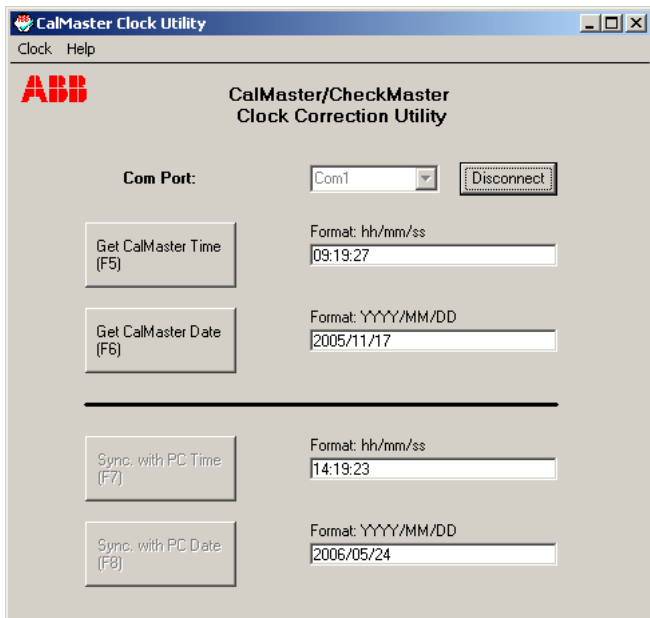 CalMaster Clock Utility
Clock Help
ABB
CalMaster/CheckMaster
Clock Correction Utility
Com Port:
Com1
Disconnect
Get CalMaster Time
(F5)
Format: hh/mm/ss
09:19:27
Get CalMaster Date
(F6)
Format: YYYY/MM/DD
2005/11/17
Sync. with PC Time
(F7)
Format: hh/mm/ss
14:19:23
Sync. with PC Date
(F8)
Format: YYYY/MM/DD
2006/05/24